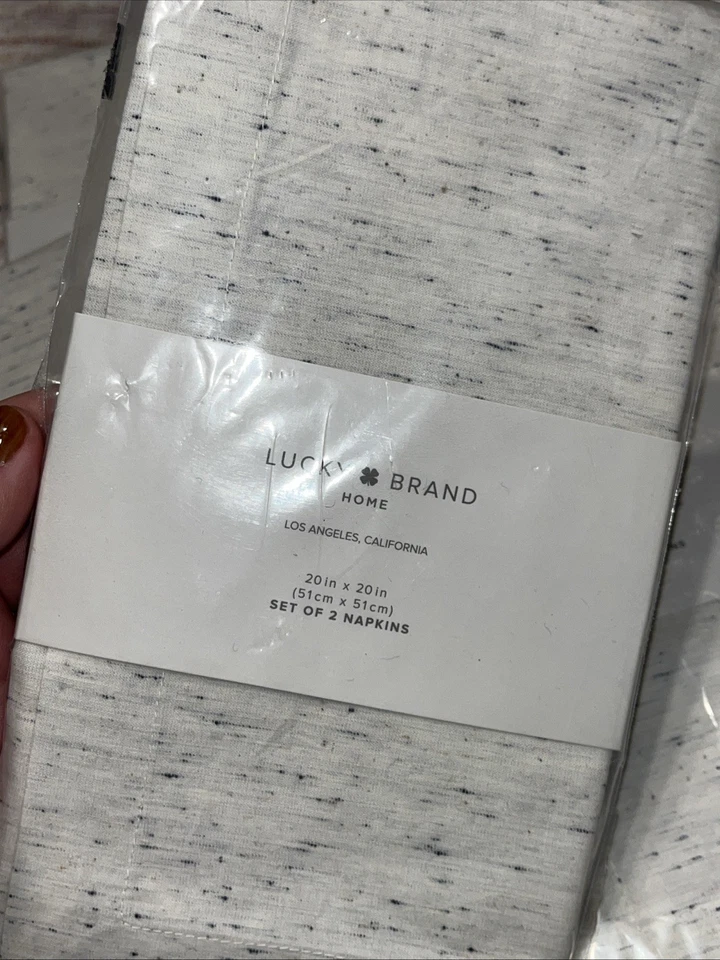 LUCKY BRAND
HOME
LOS ANGELES, CALIFORNIA
20in x 20in
(51cm x 51cm)
SET OF 2 NAPKINS